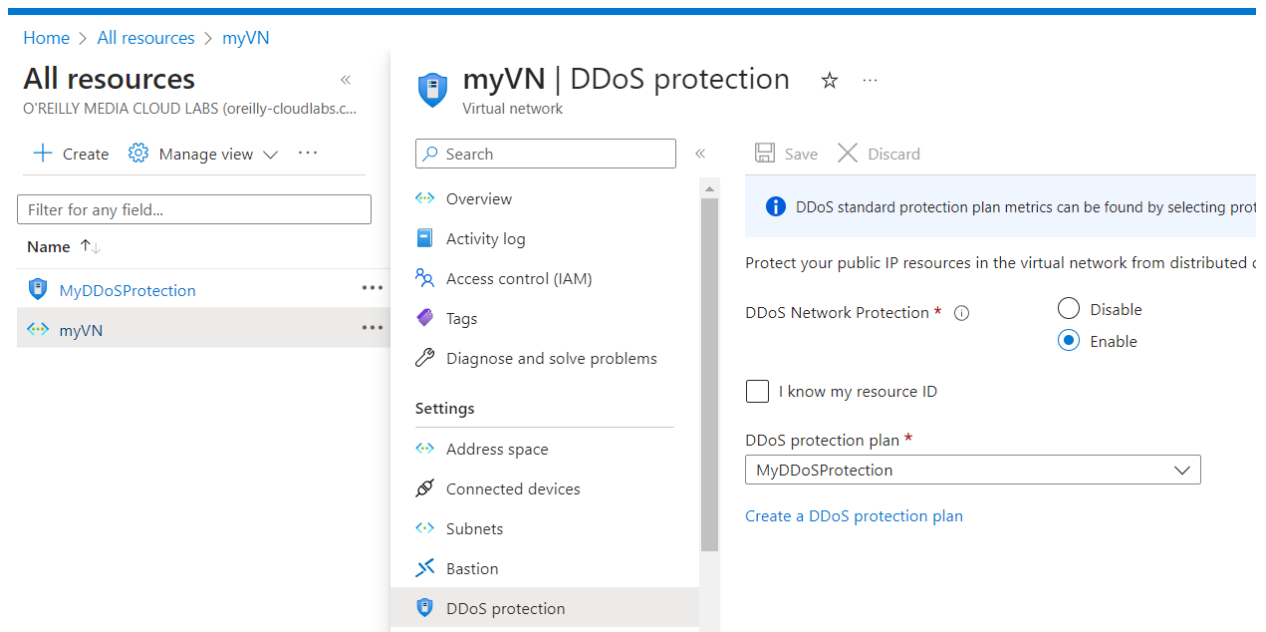 Home > All resources > myVN
All resources
O'REILLY MEDIA CLOUD LABS (oreilly-cloudlabs.c...
Create Manage view ...
Filter for any field...
Name
MyDDoSProtection ...
myVN ...
myVN | DDoS protection ...
Virtual network
Search
Overview
Activity log
Access control (IAM)
Tags
Diagnose and solve problems
Settings
Address space
Connected devices
Subnets
Bastion
DDoS protection
Save Discard
DDoS standard protection plan metrics can be found by selecting
Protect your public IP resources in the virtual network from distributed
DDoS Network Protection *
Disable
Enable
I know my resource ID
DDoS protection plan *
MyDDoSProtection
Create a DDoS protection plan